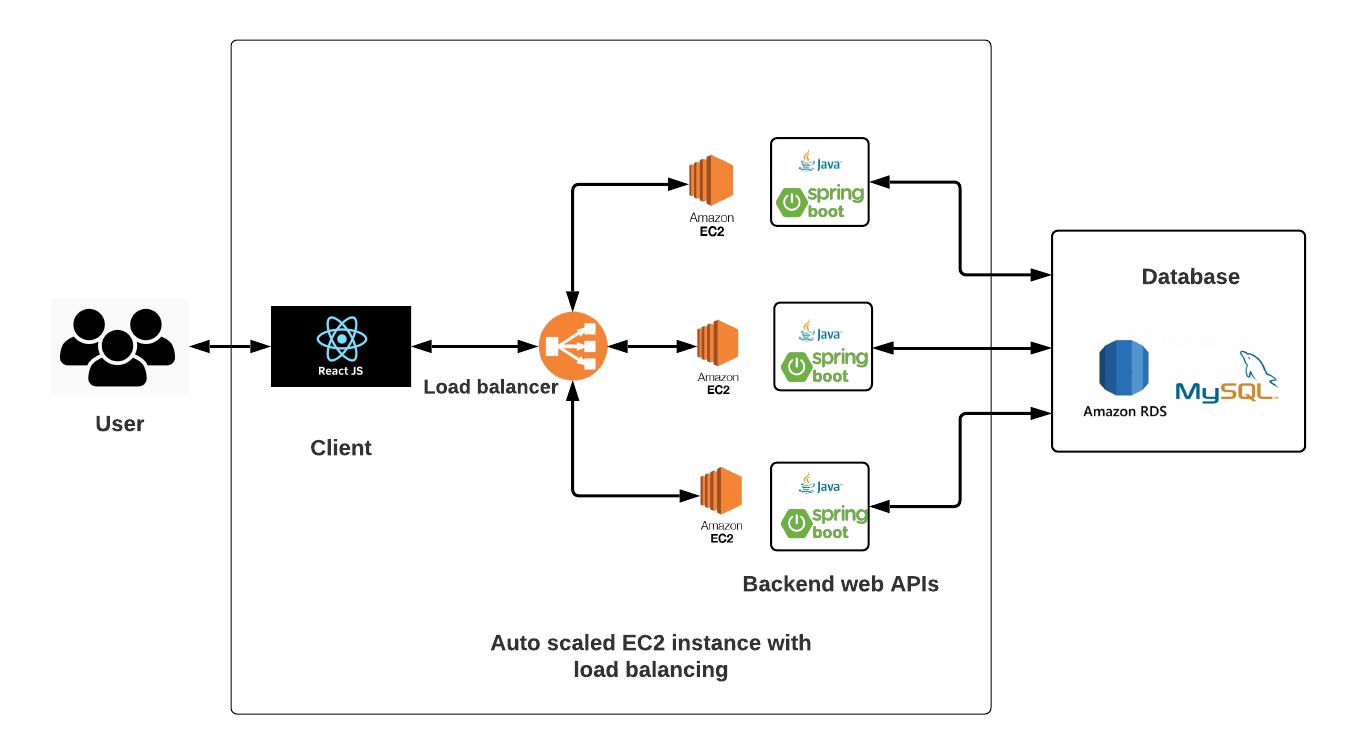 Java
spring
boot
Amazon
EC2
Database
Java
spring
boot
React JS
Load balancer
Amazon
EC2
MySQL
Amazon RDS
User
Client
Java
spring
boot
Amazon
EC2
Backend web APIs
Auto scaled EC2 instance with
load balancing